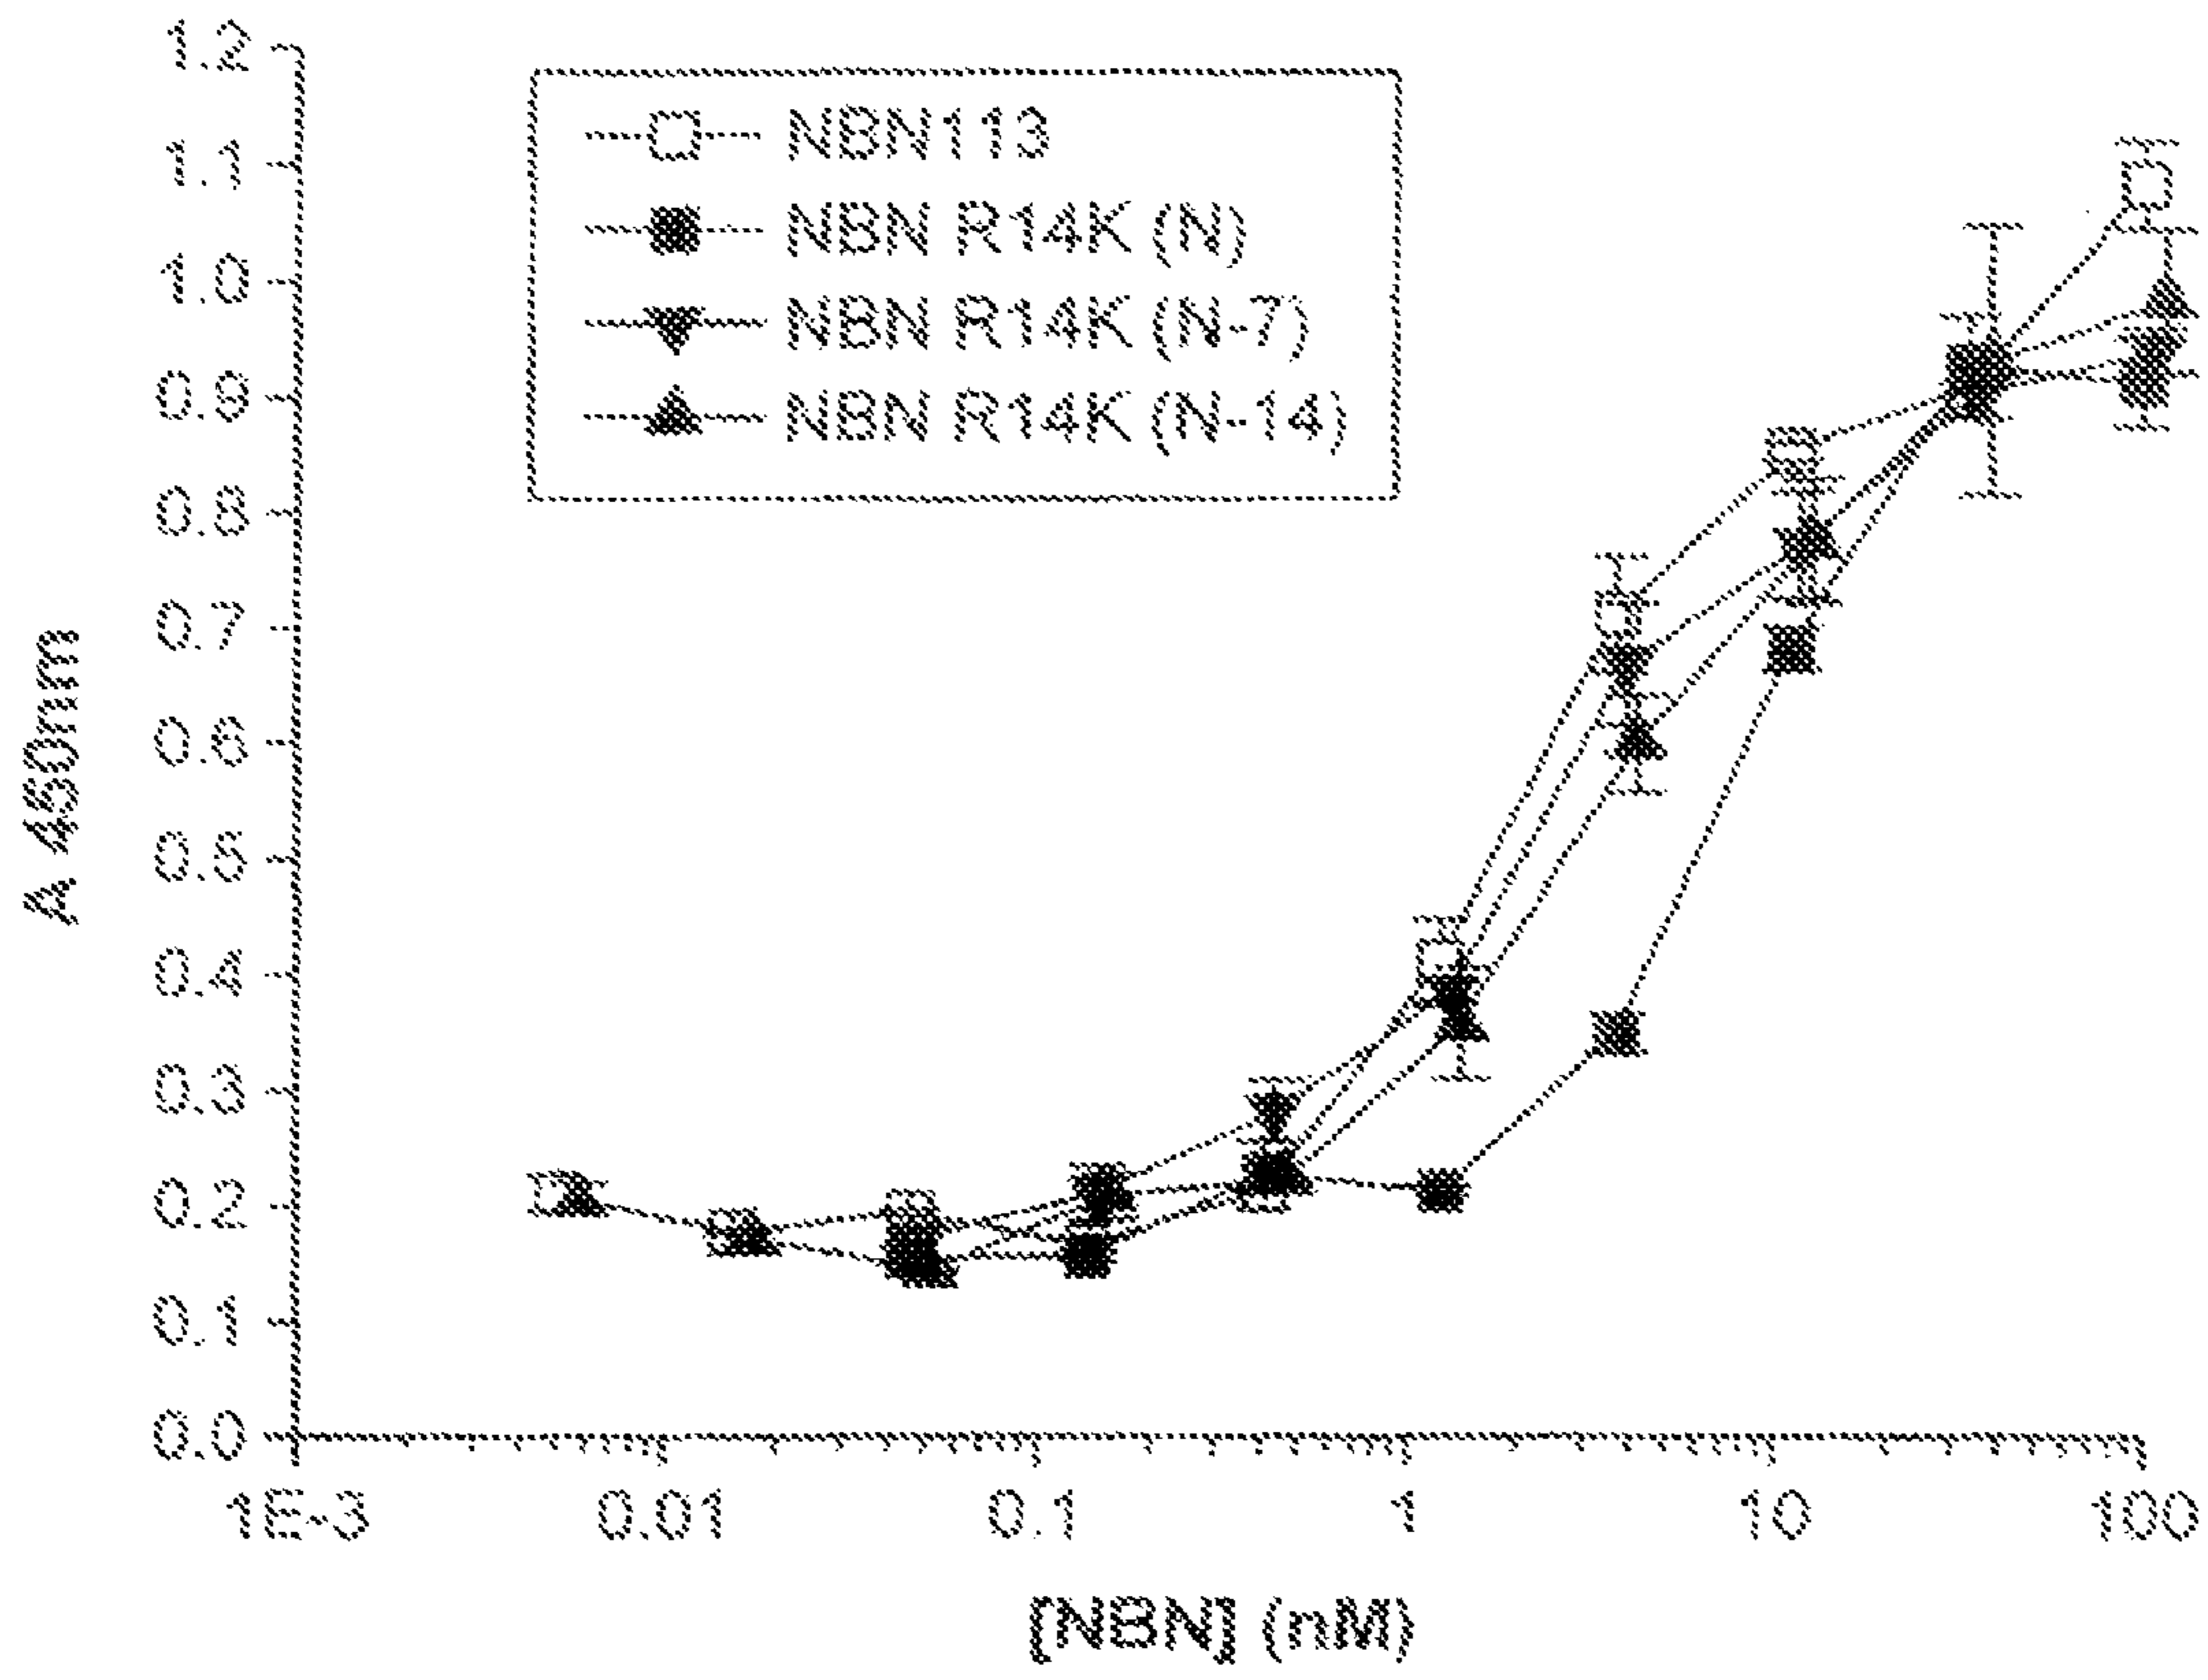 1.2
1.1
1.0
0.9
0.8
0.7
0.6
0.5
0.4
0.3
0.2
0.1
0.0
A 450nm
NBN113
NBN R14K (N)
NBN R14K (N-7)
NBN R14K (N-14)
1E-3 0.01 0.1 1 10 100
[NBN] (nM)